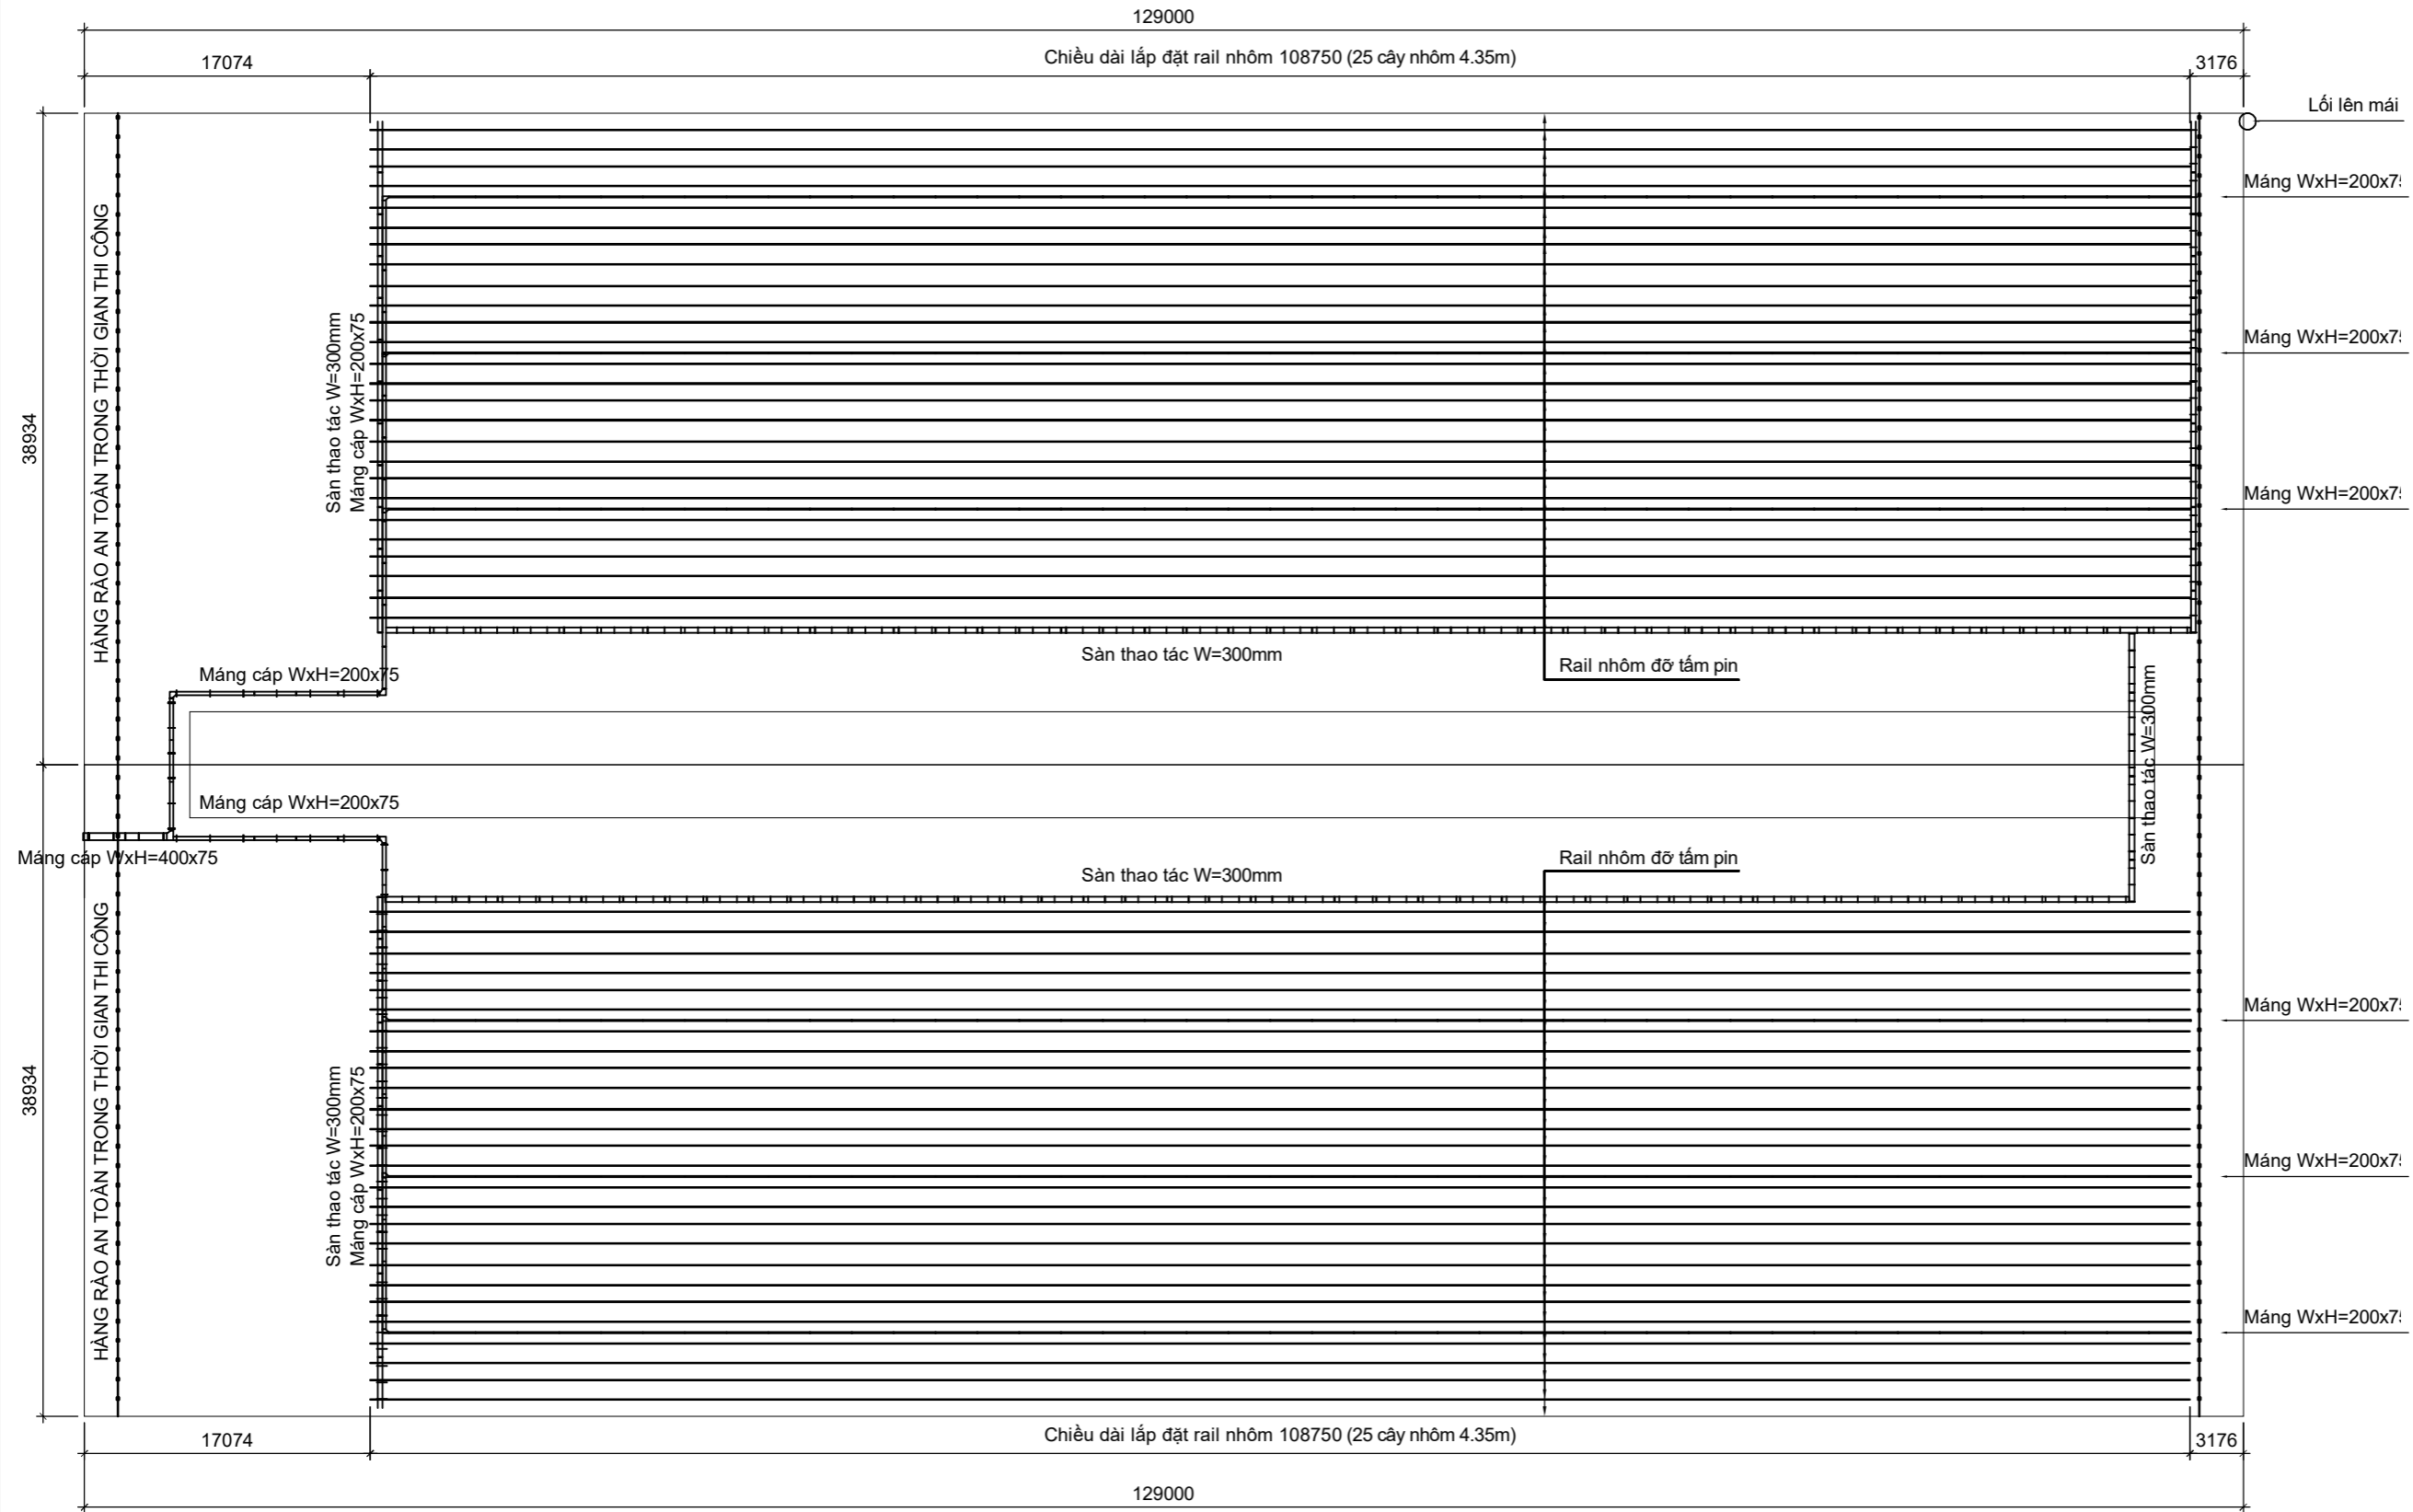 129000
17074
Chiều dài lắp đặt rail nhôm 108750 (25 cây nhôm 4.35m)
3176
Lối lên mái
Máng WxH=200x75
HÀNG RÀO AN TOÀN TRONG THỜI GIAN THI CÔNG
Sàn thao tác W=300mm
Máng cáp WxH=200x75
Máng WxH=200x75
38934
Máng WxH=200x75
Sàn thao tác W=300mm
Rail nhôm đỡ tấm pin
Máng cáp WxH=200x75
Sàn thao tác W=300mm
Máng cáp WxH=200x75
Máng cáp WxH=400x75
Rail nhôm đỡ tấm pin
Sàn thao tác W=300mm
HÀNG RÀO AN TOÀN TRONG THỜI GIAN THI CÔNG
Máng WxH=200x75
38934
Sàn thao tác W=300mm
Máng cáp WxH=200x75
Máng WxH=200x75
Máng WxH=200x75
17074
Chiều dài lắp đặt rail nhôm 108750 (25 cây nhôm 4.35m)
3176
129000